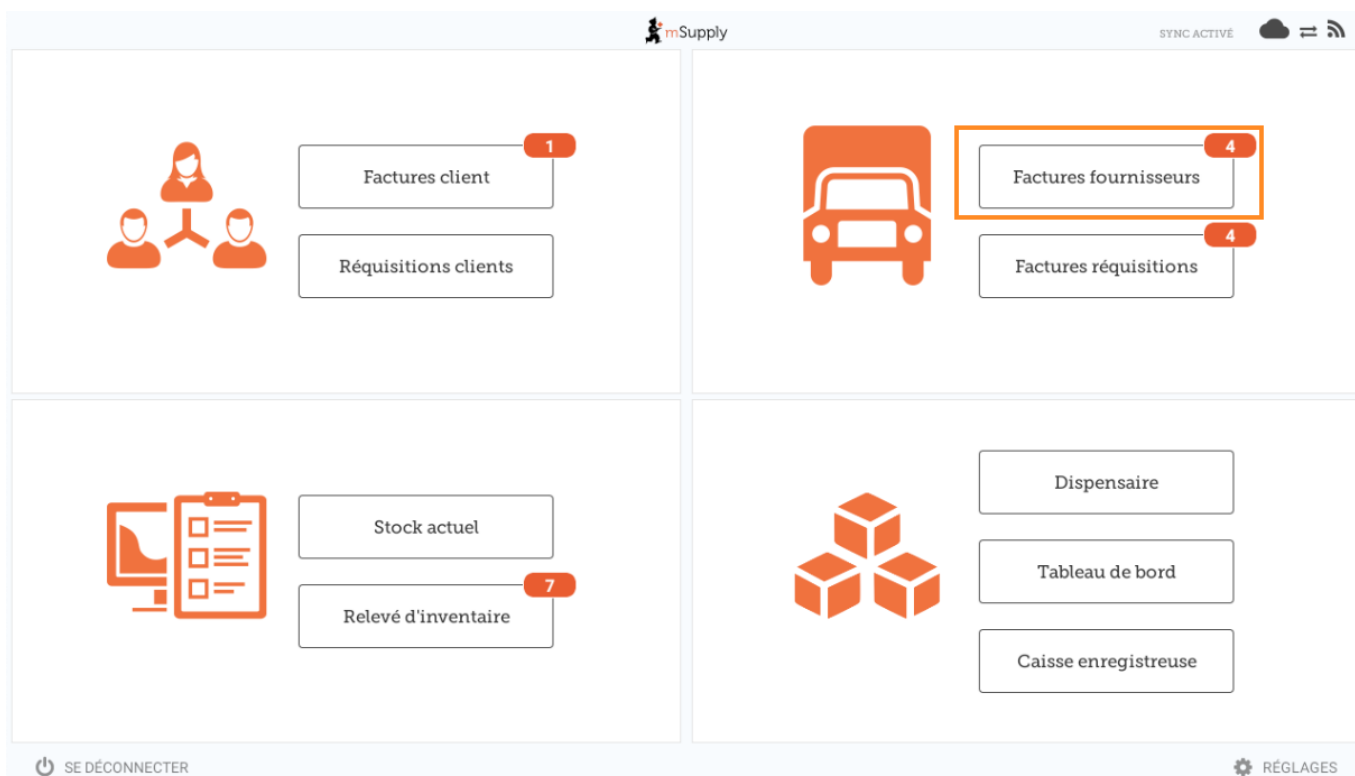 mSupply
SYNC ACTIVÉ
1
Factures client
Réquisitions clients
4
Factures fournisseurs
4
Factures réquisitions
Stock actuel
7
Relevé d'inventaire
Dispensaire
Tableau de bord
Caisse enregistreuse
SE DÉCONNECTER
RÉGLAGES